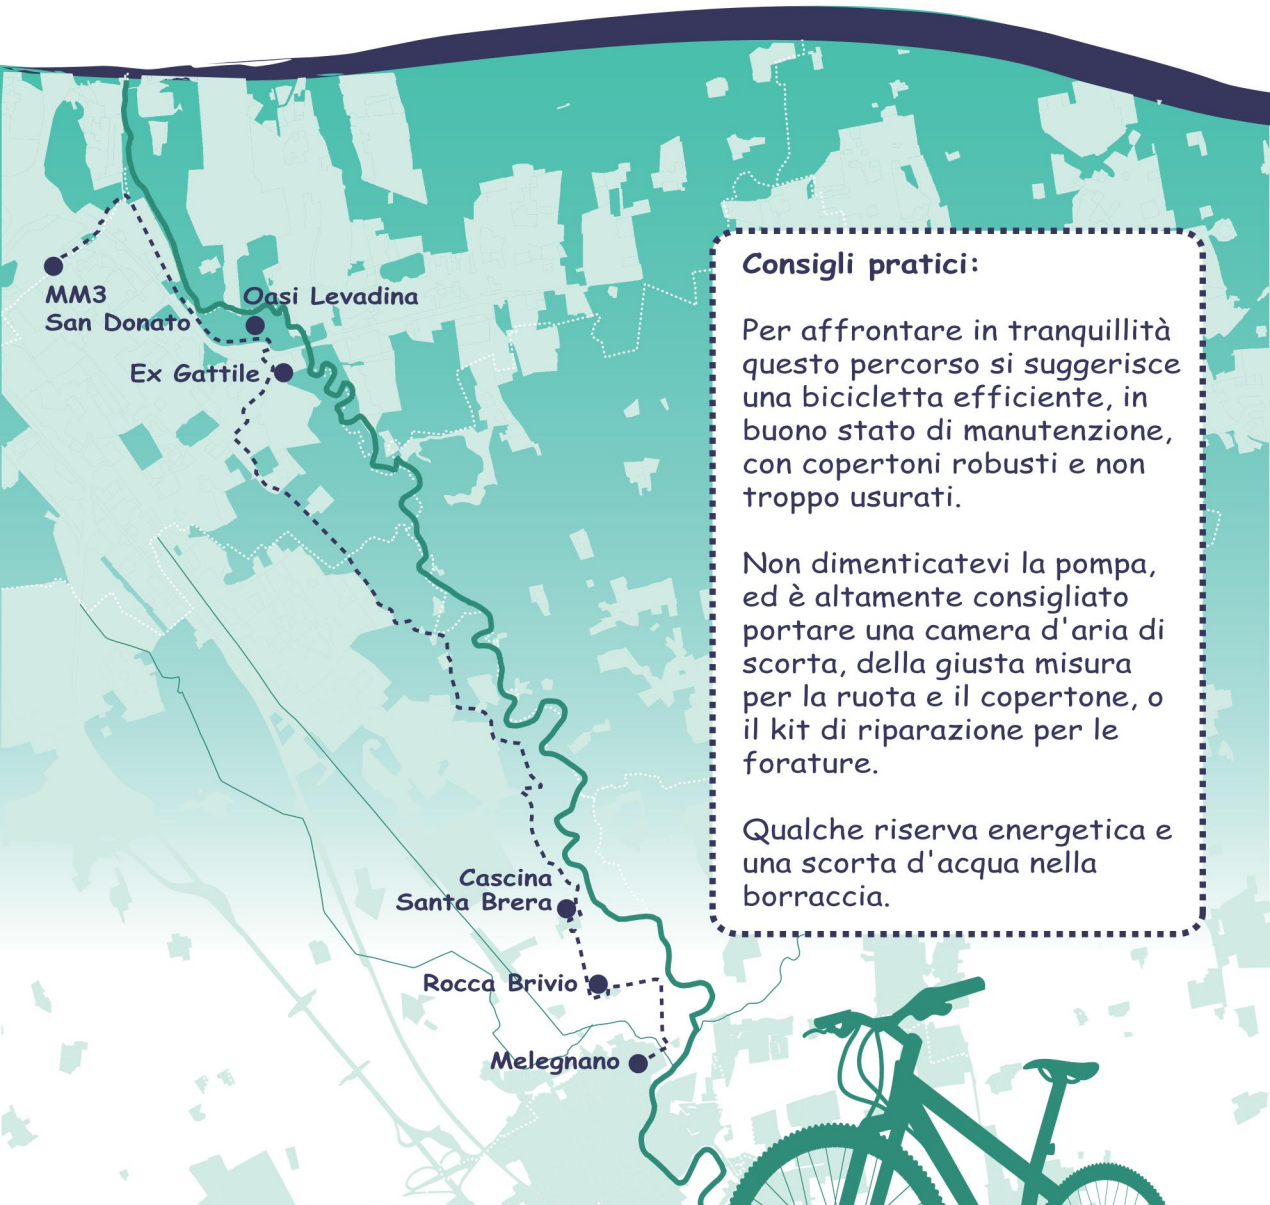 MM3
San Donato
Oasi Levadina
Ex Gattile
Cascina
Santa Brera
Rocca Brivio
Melegnano
Consigli pratici:
Per affrontare in tranquillità
questo percorso si suggerisce
una bicicletta efficiente, in
buono stato di manutenzione,
con copertoni robusti e non
troppo usurati.
Non dimenticatevi la pompa,
ed è altamente consigliato
portare una camera d'aria di
scorta, della giusta misura
per la ruota e il copertone, o
il kit di riparazione per le
forature.
Qualche riserva energetica e
una scorta d'acqua nella
borraccia.